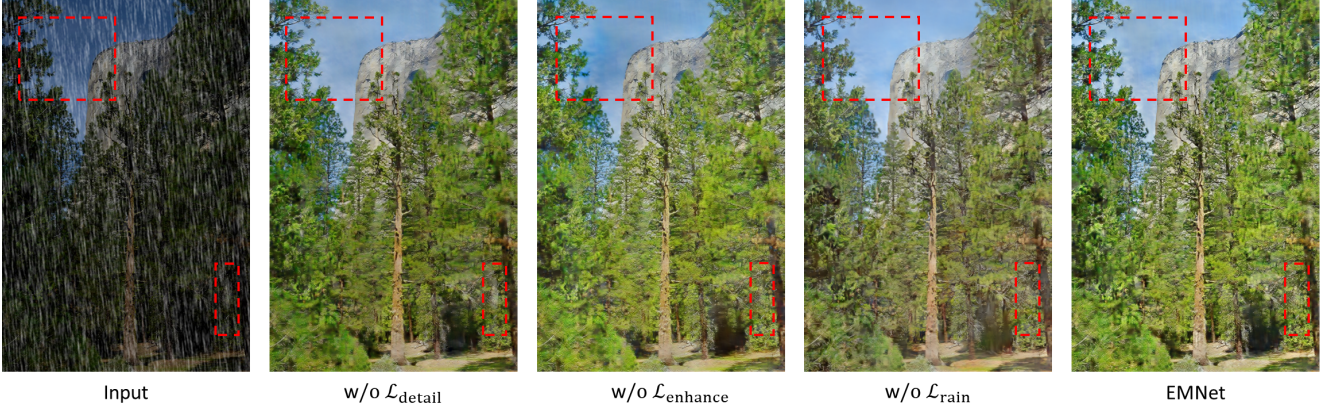 Input
w/o ℒdetail
w/o ℒenhance
w/o ℒrain
EMNet